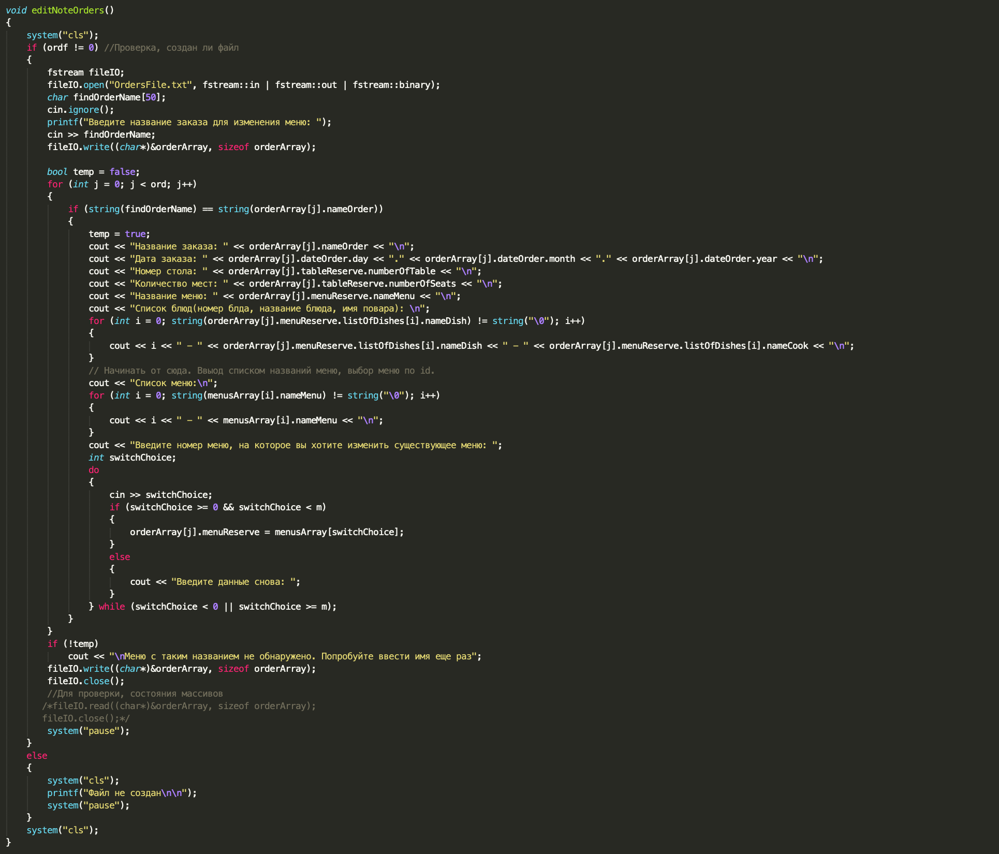 void editNoteOrders()
{
    system("cls");
    if (ordf != 0) //Проверка, создан ли файл
    {
        fstream fileIO;
        fileIO.open("OrdersFile.txt", fstream::in | fstream::out | fstream::binary);
        char findOrderName[50];
        cin.ignore();
        printf("Введите название заказа для изменения меню: ");
        cin >> findOrderName;
        fileIO.write((char*)&orderArray, sizeof orderArray);

        bool temp = false;
        for (int j = 0; j < ord; j++)
        {
            if (string(findOrderName) == string(orderArray[j].nameOrder))
            {
                temp = true;
                cout << "Название заказа: " << orderArray[j].nameOrder << "\n";
                cout << "Дата заказа: " << orderArray[j].dateOrder.day << "." << orderArray[j].dateOrder.month << "." << orderArray[j].dateOrder.year << "\n";
                cout << "Номер стола: " << orderArray[j].tableReserve.numberOfTable << "\n";
                cout << "Количество мест: " << orderArray[j].tableReserve.numberOfSeats << "\n";
                cout << "Название меню: " << orderArray[j].menuReserve.nameMenu << "\n";
                cout << "Список блюд(номер блда, название блюда, имя повара): \n";
                for (int i = 0; string(orderArray[j].menuReserve.listOfDishes[i].nameDish) != string("\0"); i++)
                {
                    cout << i << " – " << orderArray[j].menuReserve.listOfDishes[i].nameDish << " – " << orderArray[j].menuReserve.listOfDishes[i].nameCook << "\n";
                }
                // Начинать от сюда. Ввыод списком названий меню, выбор меню по id.
                cout << "Список меню:\n";
                for (int i = 0; string(menusArray[i].nameMenu) != string("\0"); i++)
                {
                    cout << i << " – " << menusArray[i].nameMenu << "\n";
                }
                cout << "Введите номер меню, на которое вы хотите изменить существующее меню: ";
                int switchChoice;
                do
                {
                    cin >> switchChoice;
                    if (switchChoice >= 0 && switchChoice < m)
                    {
                        orderArray[j].menuReserve = menusArray[switchChoice];
                    }
                    else
                    {
                        cout << "Введите данные снова: ";
                    }
                } while (switchChoice < 0 || switchChoice >= m);
            }
        }
        if (!temp)
            cout << "\nМеню с таким названием не обнаружено. Попробуйте ввести имя еще раз";
        fileIO.write((char*)&orderArray, sizeof orderArray);
        fileIO.close();
        //Для проверки, состояния массивов
       /*fileIO.read((char*)&orderArray, sizeof orderArray);
       fileIO.close();*/
        system("pause");
    }
    else
    {
        system("cls");
        printf("Файл не создан\n\n");
        system("pause");
    }
    system("cls");
}